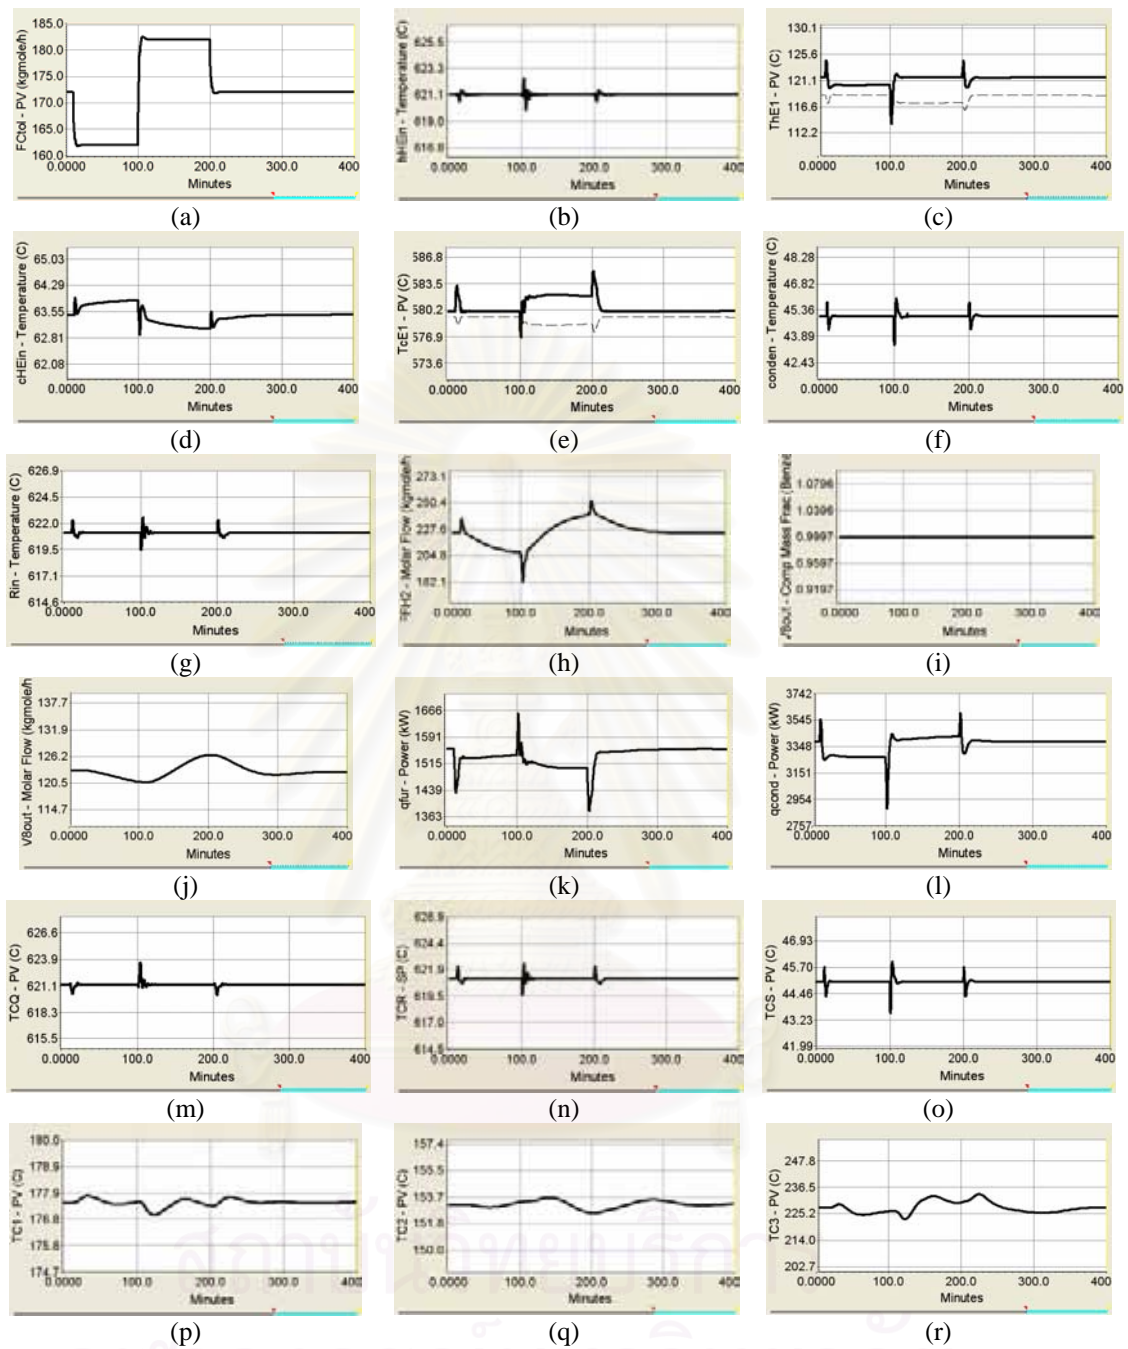 FCtol - PV (kgmole/h)
185.0
180.0
175.0
170.0
165.0
160.0
0.0000 100.0 200.0 300.0 400
Minutes
(a)
hHEin - Temperature (C)
625.5
623.3
621.1
619.0
616.8
0.0000 100.0 200.0 300.0 400
Minutes
(b)
ThE1 - PV (C)
130.1
125.6
121.1
116.6
112.2
0.0000 100.0 200.0 300.0 400
Minutes
(c)
cHEin - Temperature (C)
65.03
64.29
63.55
62.81
62.08
0.0000 100.0 200.0 300.0 400
Minutes
(d)
TcE1 - PV (C)
586.8
583.5
580.2
576.9
573.6
0.0000 100.0 200.0 300.0 400
Minutes
(e)
conden - Temperature (C)
48.28
46.82
45.36
43.89
42.43
0.0000 100.0 200.0 300.0 400
Minutes
(f)
Rin - Temperature (C)
626.9
624.5
622.0
619.5
617.1
614.6
0.0000 100.0 200.0 300.0 400
Minutes
(g)
FFH2 - Molar Flow (kgmole/h
273.1
250.4
227.6
204.8
182.1
0.0000 100.0 200.0 300.0 400
Minutes
(h)
V8out - Comp Mass Frac (Benze
1.0796
1.0396
0.9997
0.9597
0.9197
0.0000 100.0 200.0 300.0 400
Minutes
(i)
V8out - Molar Flow (kgmole/h
137.7
131.9
126.2
120.5
114.7
0.0000 100.0 200.0 300.0 400
Minutes
(j)
qfur - Power (kW)
1666
1591
1515
1439
1363
0.0000 100.0 200.0 300.0 400
Minutes
(k)
qcond - Power (kW)
3742
3545
3348
3151
2954
2757
0.0000 100.0 200.0 300.0 400
Minutes
(l)
TCQ - PV (C)
626.6
623.9
621.1
618.3
615.5
0.0000 100.0 200.0 300.0 400
Minutes
(m)
TCR - SP (C)
626.9
624.4
621.9
619.5
617.0
614.5
0.0000 100.0 200.0 300.0 400
Minutes
(n)
TCS - PV (C)
46.93
45.70
44.46
43.23
41.99
0.0000 100.0 200.0 300.0 400
Minutes
(o)
TC1 - PV (C)
180.0
178.9
177.9
176.8
175.8
174.7
0.0000 100.0 200.0 300.0 400
Minutes
(p)
TC2 - PV (C)
157.4
155.5
153.7
151.8
150.0
0.0000 100.0 200.0 300.0 400
Minutes
(q)
TC3 - PV (C)
247.8
236.5
225.2
214.0
202.7
0.0000 100.0 200.0 300.0 400
Minutes
(r)